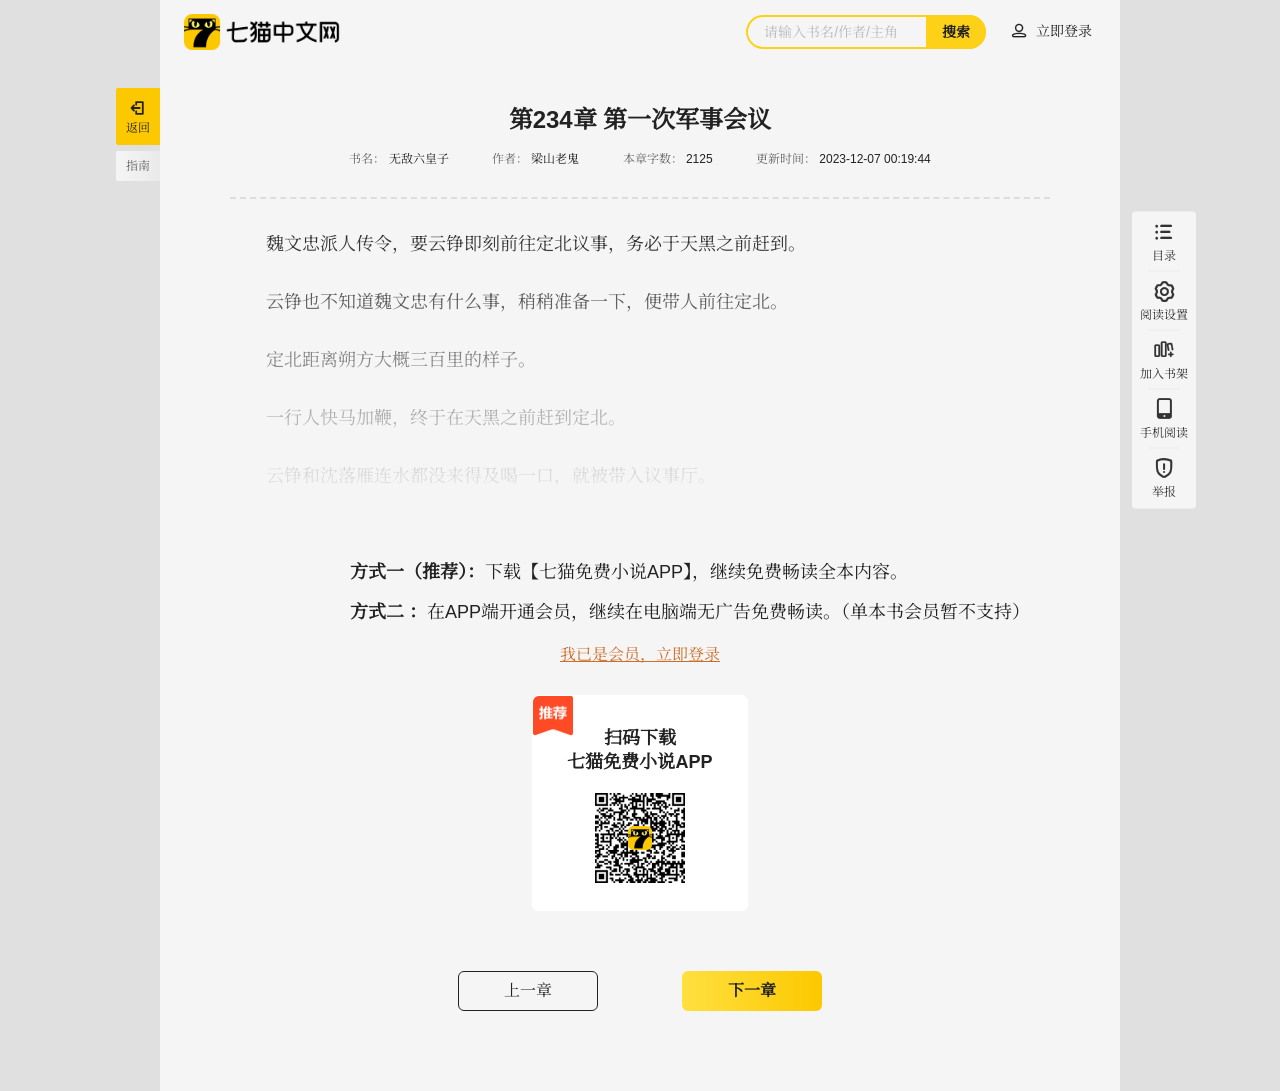 七猫中文网
请输入书名/作者/主角
搜索
立即登录
返回
指南
第234章 第一次军事会议
书名： 无敌六皇子 作者： 梁山老鬼 本章字数： 2125 更新时间： 2023-12-07 00:19:44
魏文忠派人传令，要云铮即刻前往定北议事，务必于天黑之前赶到。
云铮也不知道魏文忠有什么事，稍稍准备一下，便带人前往定北。
定北距离朔方大概三百里的样子。
一行人快马加鞭，终于在天黑之前赶到定北。
云铮和沈落雁连水都没来得及喝一口，就被带入议事厅。
目录
阅读设置
加入书架
手机阅读
举报
方式一（推荐）：下载【七猫免费小说APP】，继续免费畅读全本内容。
方式二 ：在APP端开通会员，继续在电脑端无广告免费畅读。（单本书会员暂不支持）
我已是会员，立即登录
推荐
扫码下载
七猫免费小说APP
上一章
下一章